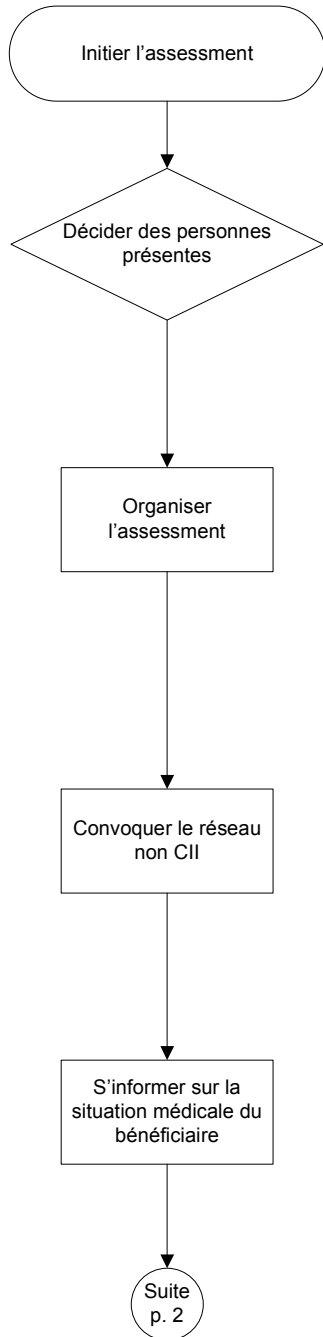 Initier l’assessment
Décider des personnes
présentes
Organiser
l’assessment
Convoquer le réseau
non CII
S’informer sur la
situation médicale du
bénéficiaire
Suite
p. 2